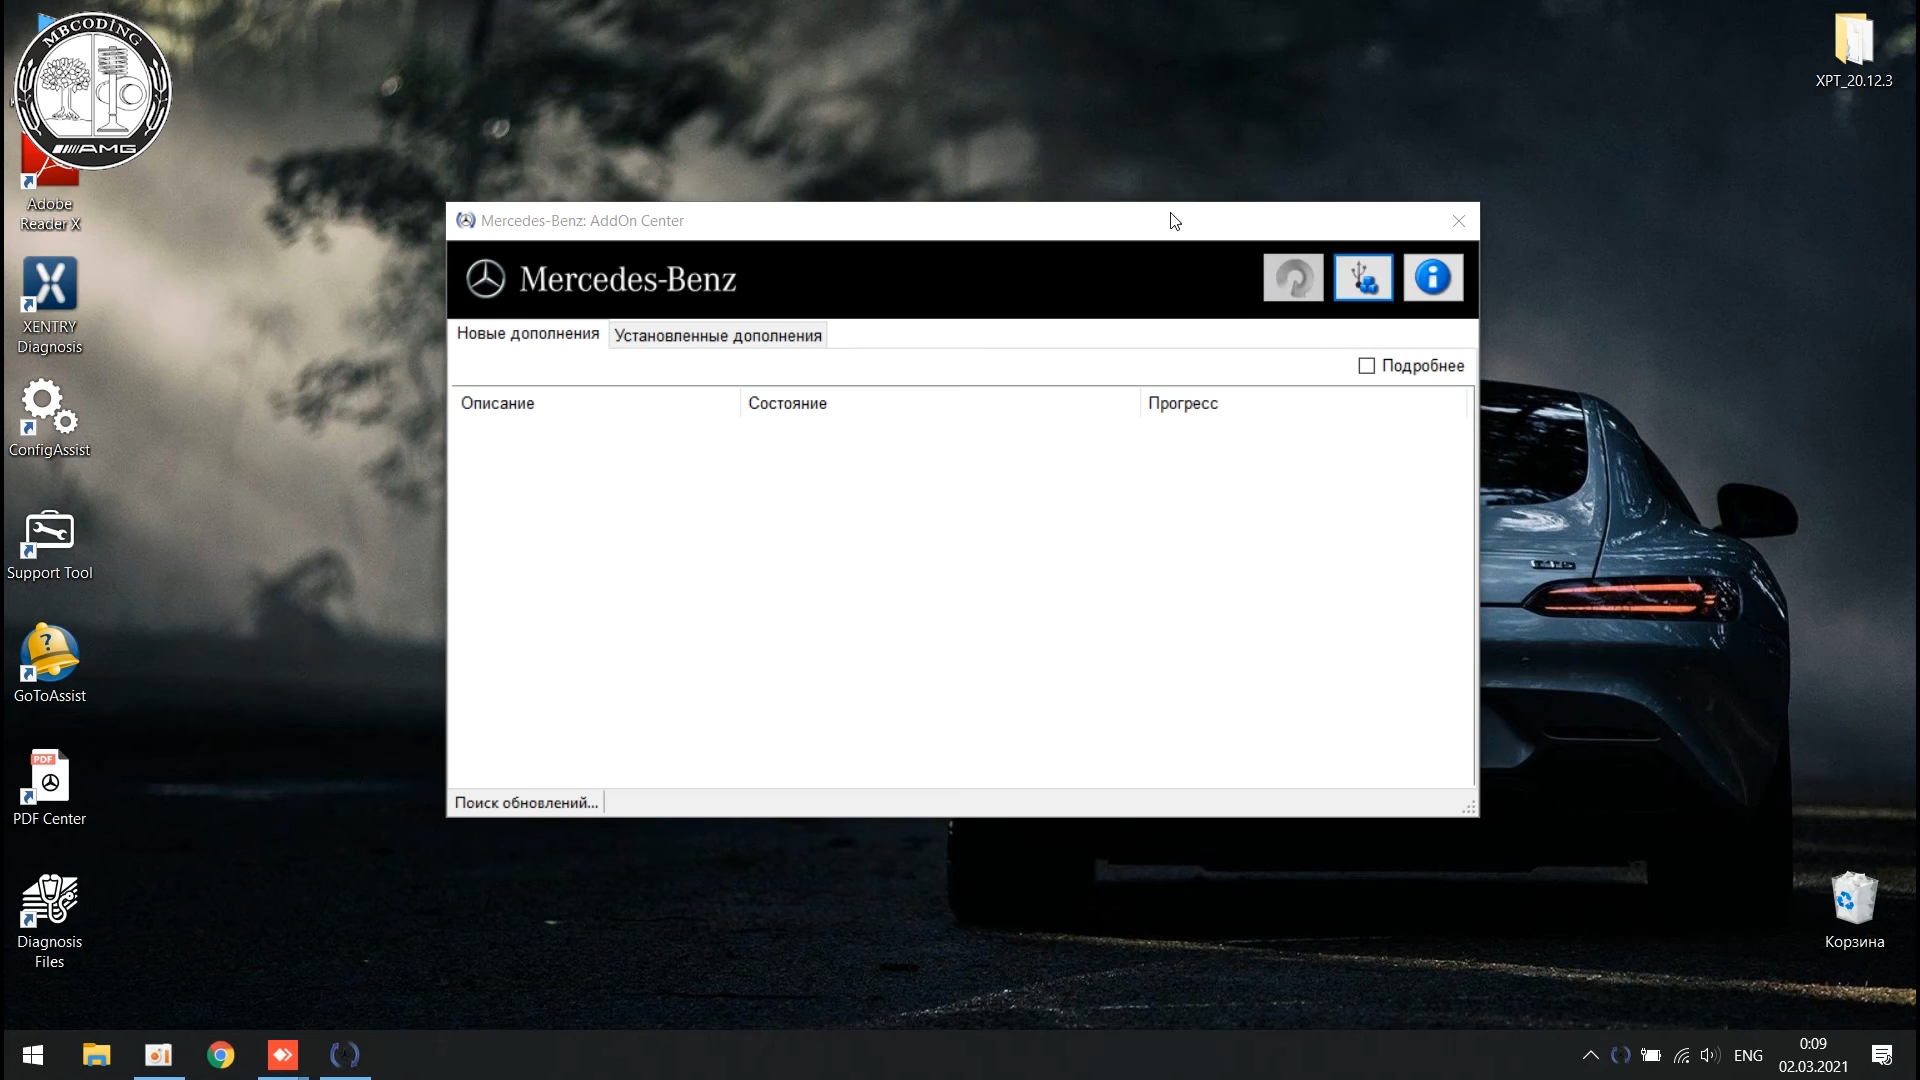 MBCODING
AMG
Adobe
Reader X
XENTRY
Diagnosis
ConfigAssist
Support Tool
GoToAssist
PDF
PDF Center
Diagnosis
Files
XPT_20.12.3
Mercedes-Benz: AddOn Center
Mercedes-Benz
Новые дополнения
Установленные дополнения
Подробнее
Описание
Состояние
Прогресс
Поиск обновлений...
Корзина
ENG
0:09
02.03.2021